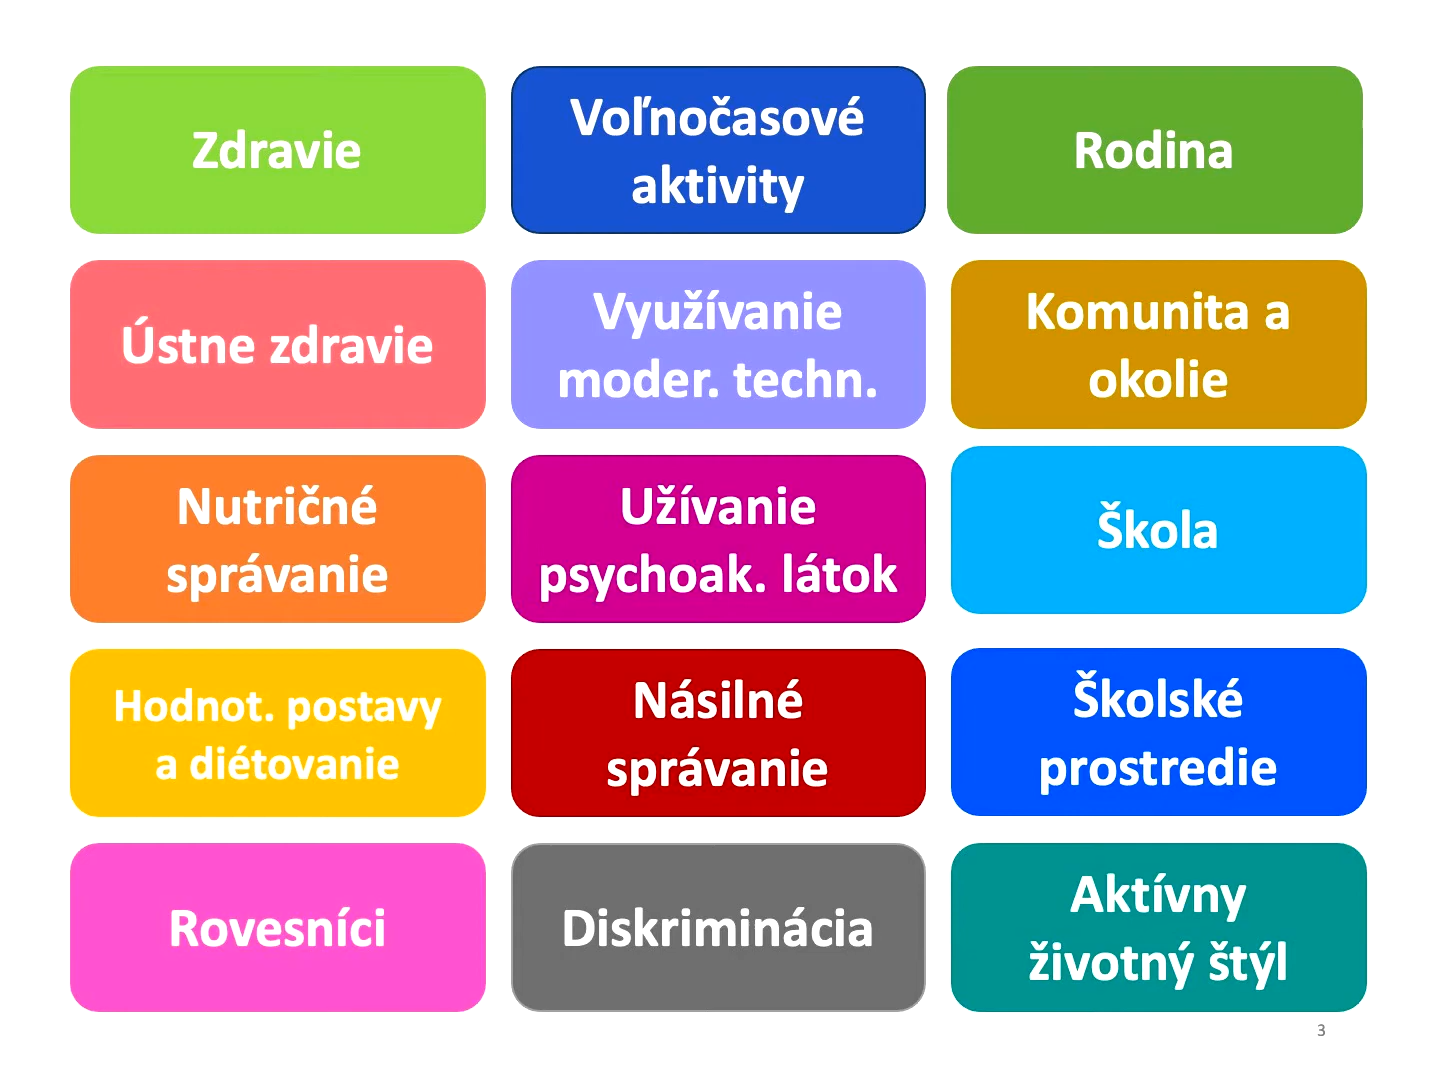 Zdravie
Voľnočasové
aktivity
Rodina
Ústne zdravie
Využívanie
moder. techn.
Komunita a
okolie
Nutričné
správanie
Užívanie
psychoak. látok
Škola
Hodnot. postavy
a diétovanie
Násilné
správanie
Školské
prostredie
Rovesníci
Diskriminácia
Aktívny
životný štýl
3